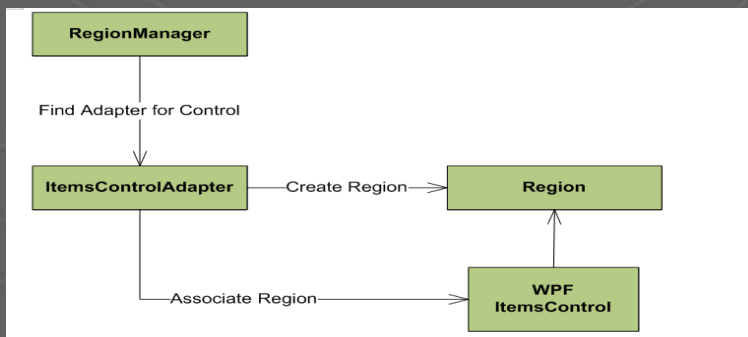 RegionManager
Find Adapter for Control
ItemsControlAdapter
Create Region
Region
Associate Region
WPF
ItemsControl